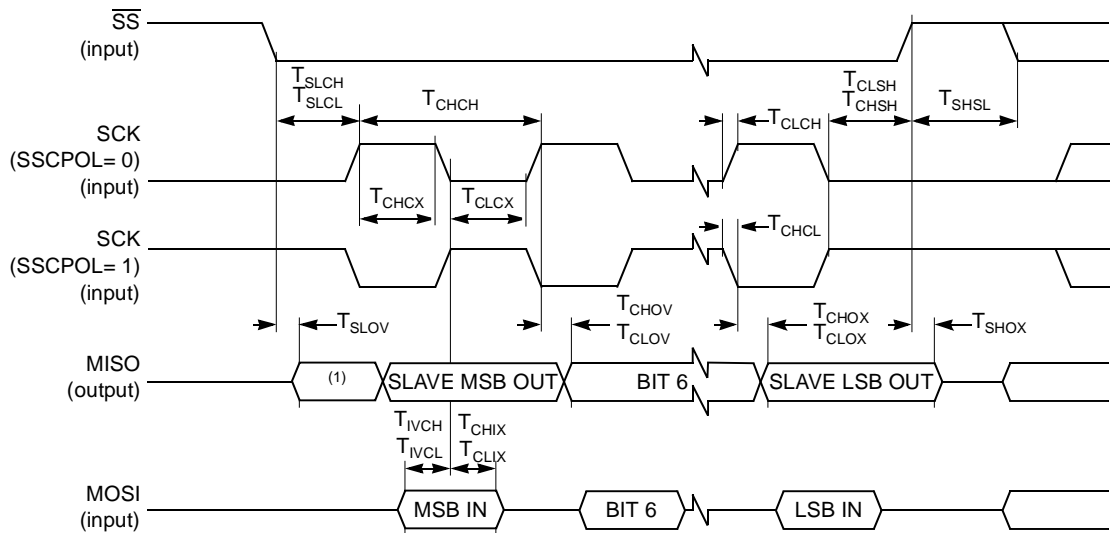 SS
(input)
T_SLCH
T_SLCL
T_CHCH
T_CLCH
T_CLSH
T_CHSH
T_SHSL
SCK
(SSCPOL= 0)
(input)
T_CHCX
T_CLCX
SCK
(SSCPOL= 1)
(input)
T_CHCL
T_SLOV
T_CHOV
T_CLOV
T_CHOX
T_CLOX
T_SHOX
MISO
(output)
(1)
SLAVE MSB OUT
BIT 6
SLAVE LSB OUT
T_IVCH
T_IVCL
T_CHIX
T_CLIX
MOSI
(input)
MSB IN
BIT 6
LSB IN